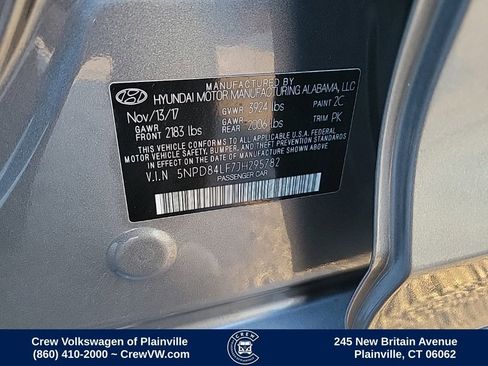 MANUFACTURED BY
HYUNDAI MOTOR MANUFACTURING ALABAMA, LLC
Nov/13/17 GVWR 3924 lbs PAINT 2C
GAWR FRONT 2183 lbs GAWR REAR 2006 lbs TRIM PK
THIS VEHICLE CONFORMS TO ALL APPLICABLE U.S.A. FEDERAL
MOTOR VEHICLE SAFETY, BUMPER, AND THEFT PREVENTION STANDARDS
IN EFFECT ON THE DATE OF MANUFACTURE SHOWN ABOVE.
V.I.N 5NPD84LF7JH295782
PASSENGER CAR
Crew Volkswagen of Plainville
(860) 410-2000 ~ CrewVW.com
CREW
245 New Britain Avenue
Plainville, CT 06062